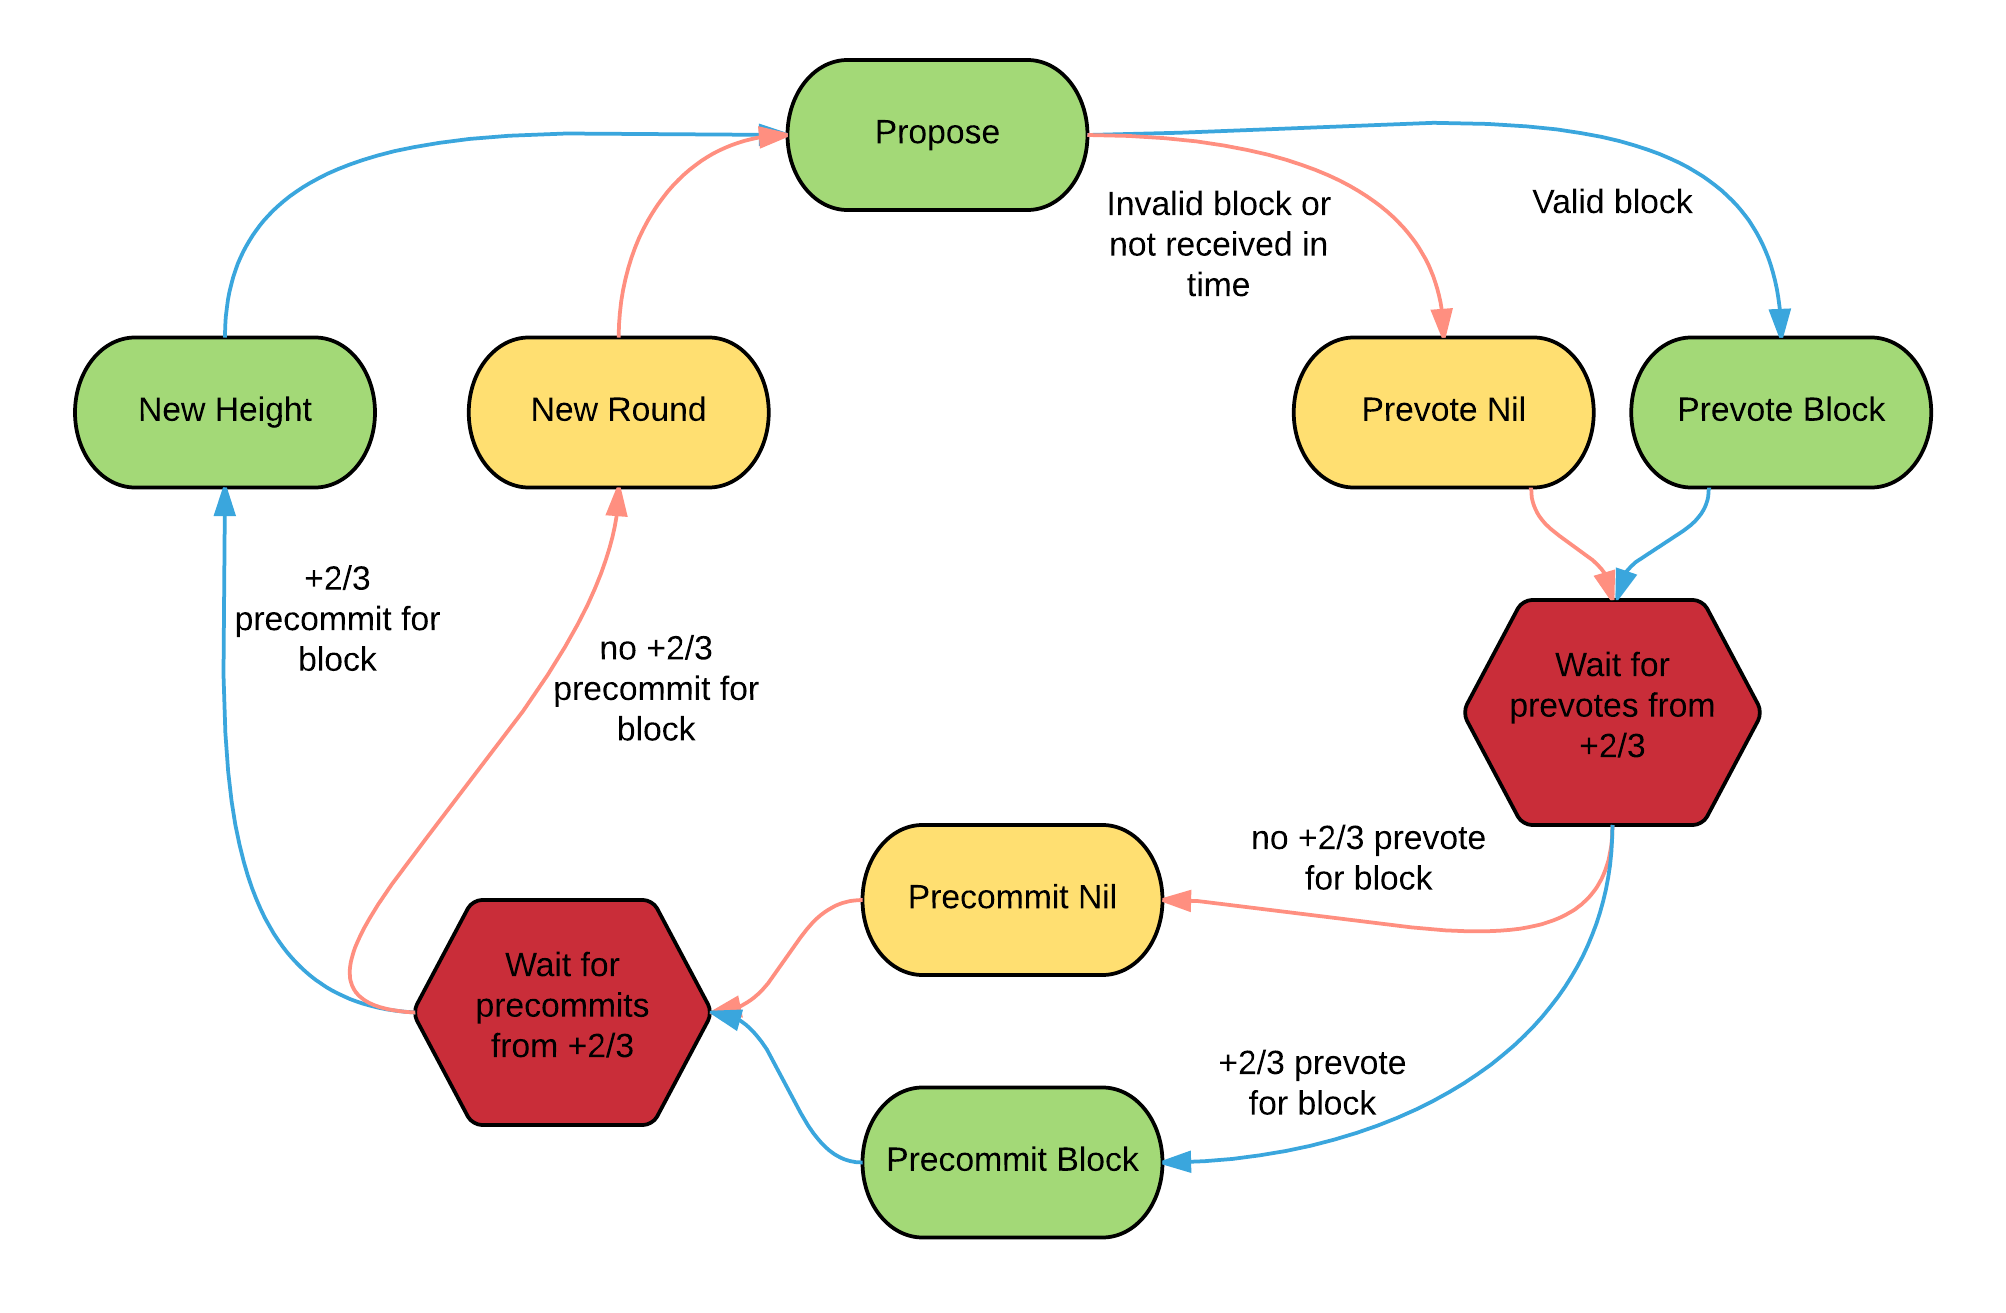 Propose
Invalid block or
not received in
time
Valid block
New Height
New Round
Prevote Nil
Prevote Block
+2/3
precommit for
block
no +2/3
precommit for
block
Wait for
prevotes from
+2/3
no +2/3 prevote
for block
Precommit Nil
Wait for
precommits
from +2/3
+2/3 prevote
for block
Precommit Block